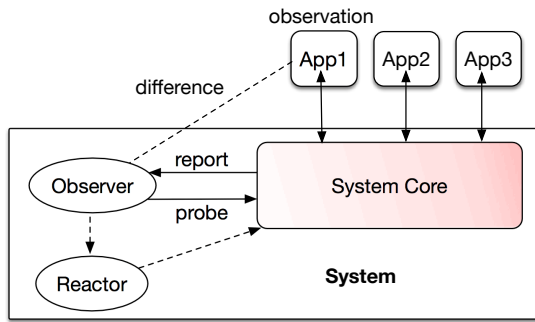 observation
App1
App2
App3
difference
report
Observer
System Core
probe
Reactor
System